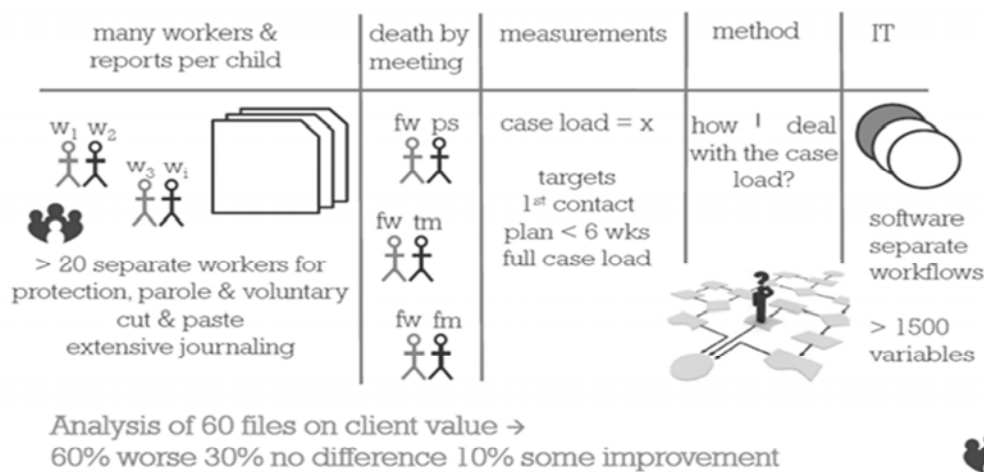 many workers &
reports per child
death by
meeting
measurements
method
IT
w1 w2
w3 wi
> 20 separate workers for
protection, parole & voluntary
cut & paste
extensive journaling
fw ps
fw tm
fw fm
case load = x
targets
1st contact
plan < 6 wks
full case load
how I deal
with the case
load?
?
software
separate
workflows
> 1500
variables
Analysis of 60 files on client value →
60% worse 30% no difference 10% some improvement